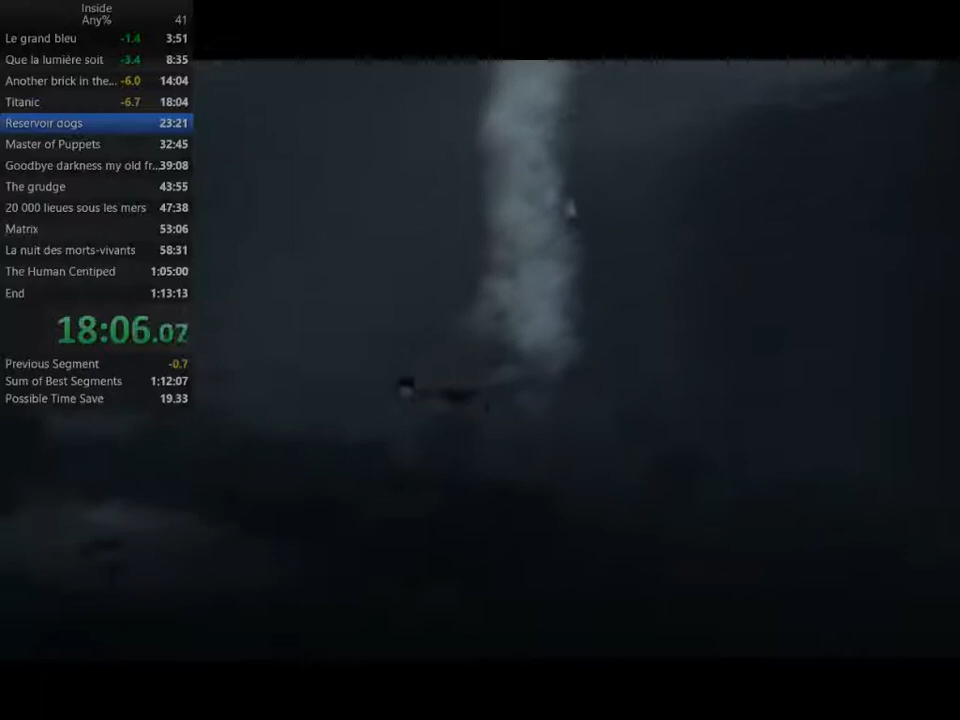 Inside
Any% 41
Le grand bleu -1.4 3:51
Que la lumière soit -3.4 8:35
Another brick in the... -6.0 14:04
Titanic -6.7 18:04
Reservoir dogs 23:21
Master of Puppets 32:45
Goodbye darkness my old fr... 39:08
The grudge 43:55
20 000 lieues sous les mers 47:38
Matrix 53:06
La nuit des morts-vivants 58:31
The Human Centiped 1:05:00
End 1:13:13
18:06.07
Previous Segment -0.7
Sum of Best Segments 1:12:07
Possible Time Save 19.33